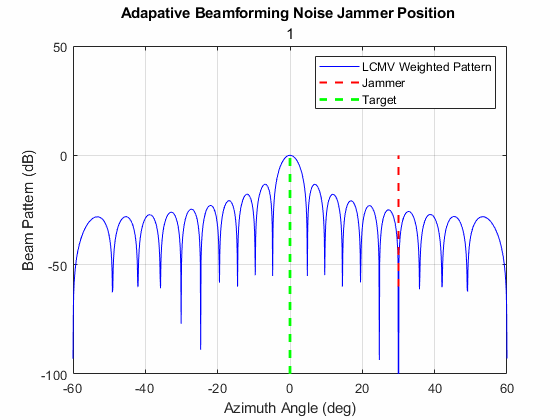 Adapative Beamforming Noise Jammer Position
1
LCMV Weighted Pattern
Jammer
Target
Beam Pattern (dB)
50
0
-50
-100
-60 -40 -20 0 20 40 60
Azimuth Angle (deg)